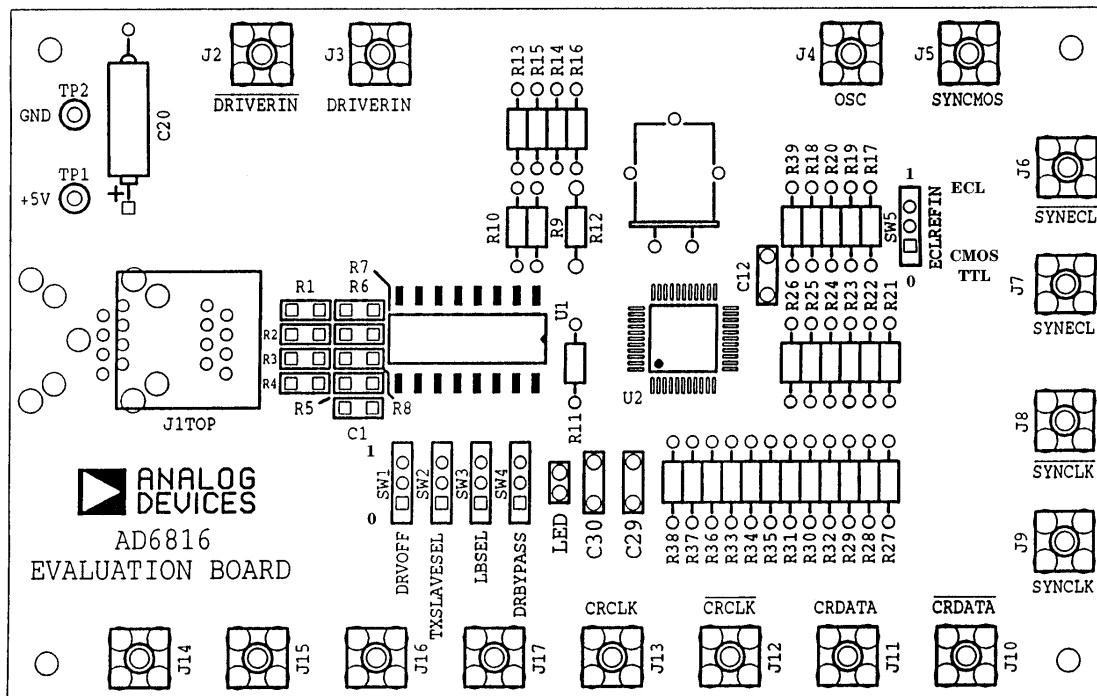 J2
DRIVERIN
J3
DRIVERIN
R13
R15
R14
R16
J4
OSC
J5
SYNCMOS
TP2
GND
C20
TP1
+5V
+
R10
R9
R12
R39
R18
R20
R19
R17
SW5
1
ECL
ECLREFIN
CMOS
TTL
0
J6
SYNECL
J7
SYNECL
C12
R26
R25
R24
R23
R22
R21
R7
R1
R6
R2
R3
R4
R5
R8
C1
J1TOP
U1
R11
U2
J8
SYNCLK
J9
SYNCLK
1
0
SW1
SW2
SW3
SW4
DRVOFF
TXSLAVESEL
LBSEL
DRBYPASS
LED
C30
C29
R38
R37
R36
R33
R34
R35
R31
R30
R32
R29
R28
R27
ANALOG
DEVICES
AD6816
EVALUATION BOARD
CRCLK
CRCLK
CRDATA
CRDATA
J14
J15
J16
J17
J13
J12
J11
J10